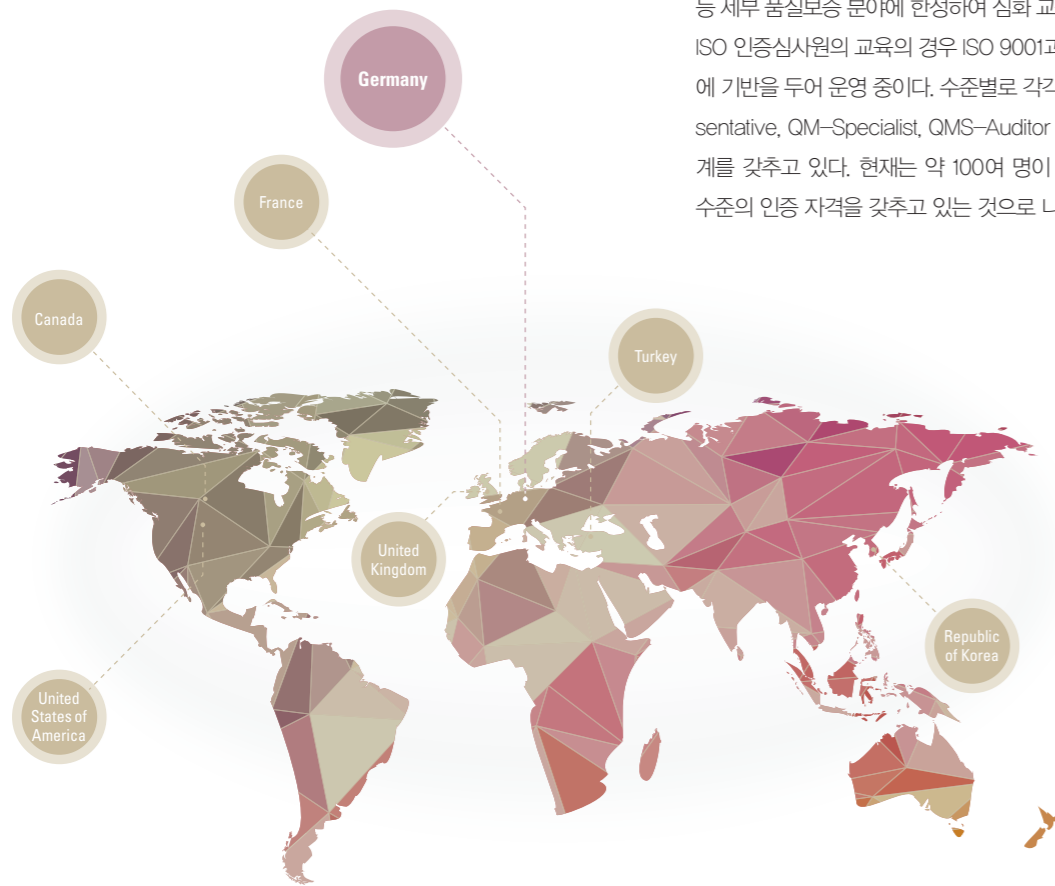 등 세부 품질보증 분야에 한성하여 심화 교
ISO 인증심사원의 교육의 경우 ISO 9001과
에 기반을 두어 운영 중이다. 수준별로 각각
sentative, QM-Specialist, QMS-Auditor
계를 갖추고 있다. 현재는 약 100여 명이
수준의 인증 자격을 갖추고 있는 것으로 나
Germany
France
Canada
Turkey
United
Kingdom
Republic
of Korea
United
States of
America